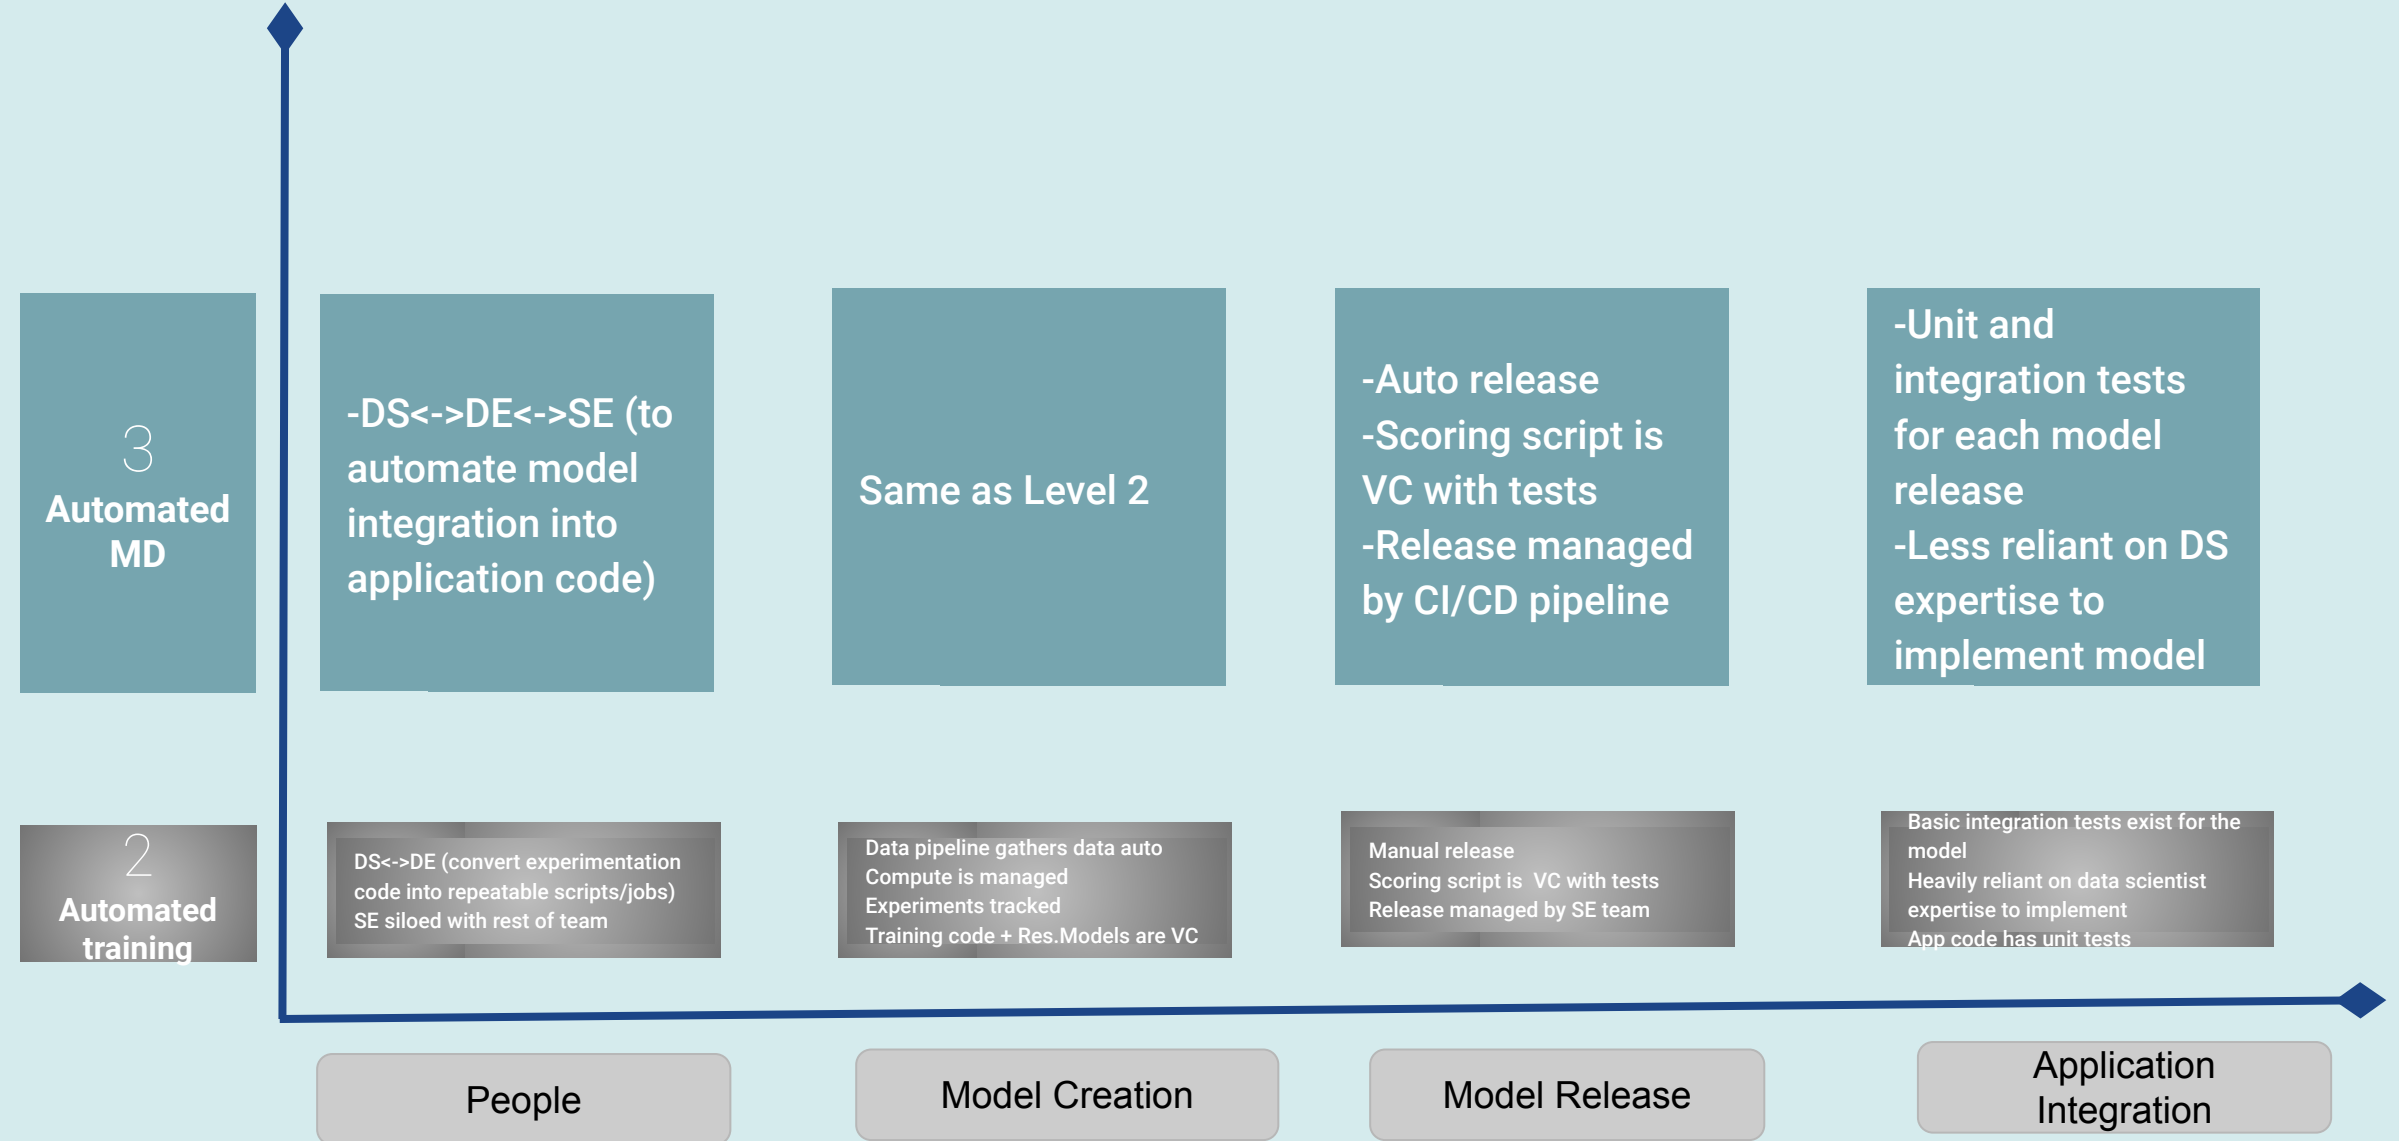 3
Automated
MD
-DS<->DE<->SE (to
automate model
integration into
application code)
Same as Level 2
-Auto release
-Scoring script is
VC with tests
-Release managed
by CI/CD pipeline
-Unit and
integration tests
for each model
release
-Less reliant on DS
expertise to
implement model
2
Automated
training
DS<->DE (convert experimentation
code into repeatable scripts/jobs)
SE siloed with rest of team
Data pipeline gathers data auto
Compute is managed
Experiments tracked
Training code + Res.Models are VC
Manual release
Scoring script is  VC with tests
Release managed by SE team
Basic integration tests exist for the
model
Heavily reliant on data scientist
expertise to implement
App code has unit tests
People
Model Creation
Model Release
Application
Integration